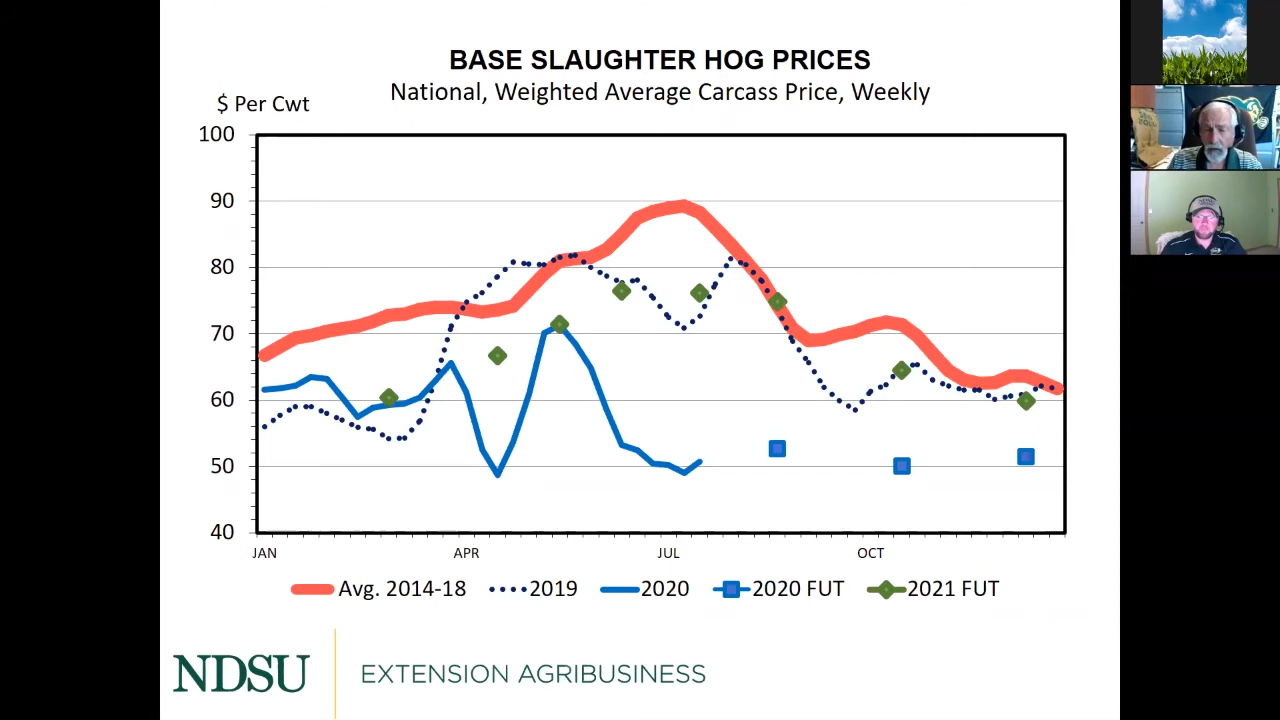 BASE SLAUGHTER HOG PRICES
National, Weighted Average Carcass Price, Weekly
$ Per Cwt
100
90
80
70
60
50
40
JAN APR JUL OCT
Avg. 2014-18 2019 2020 2020 FUT 2021 FUT
NDSU EXTENSION AGRIBUSINESS